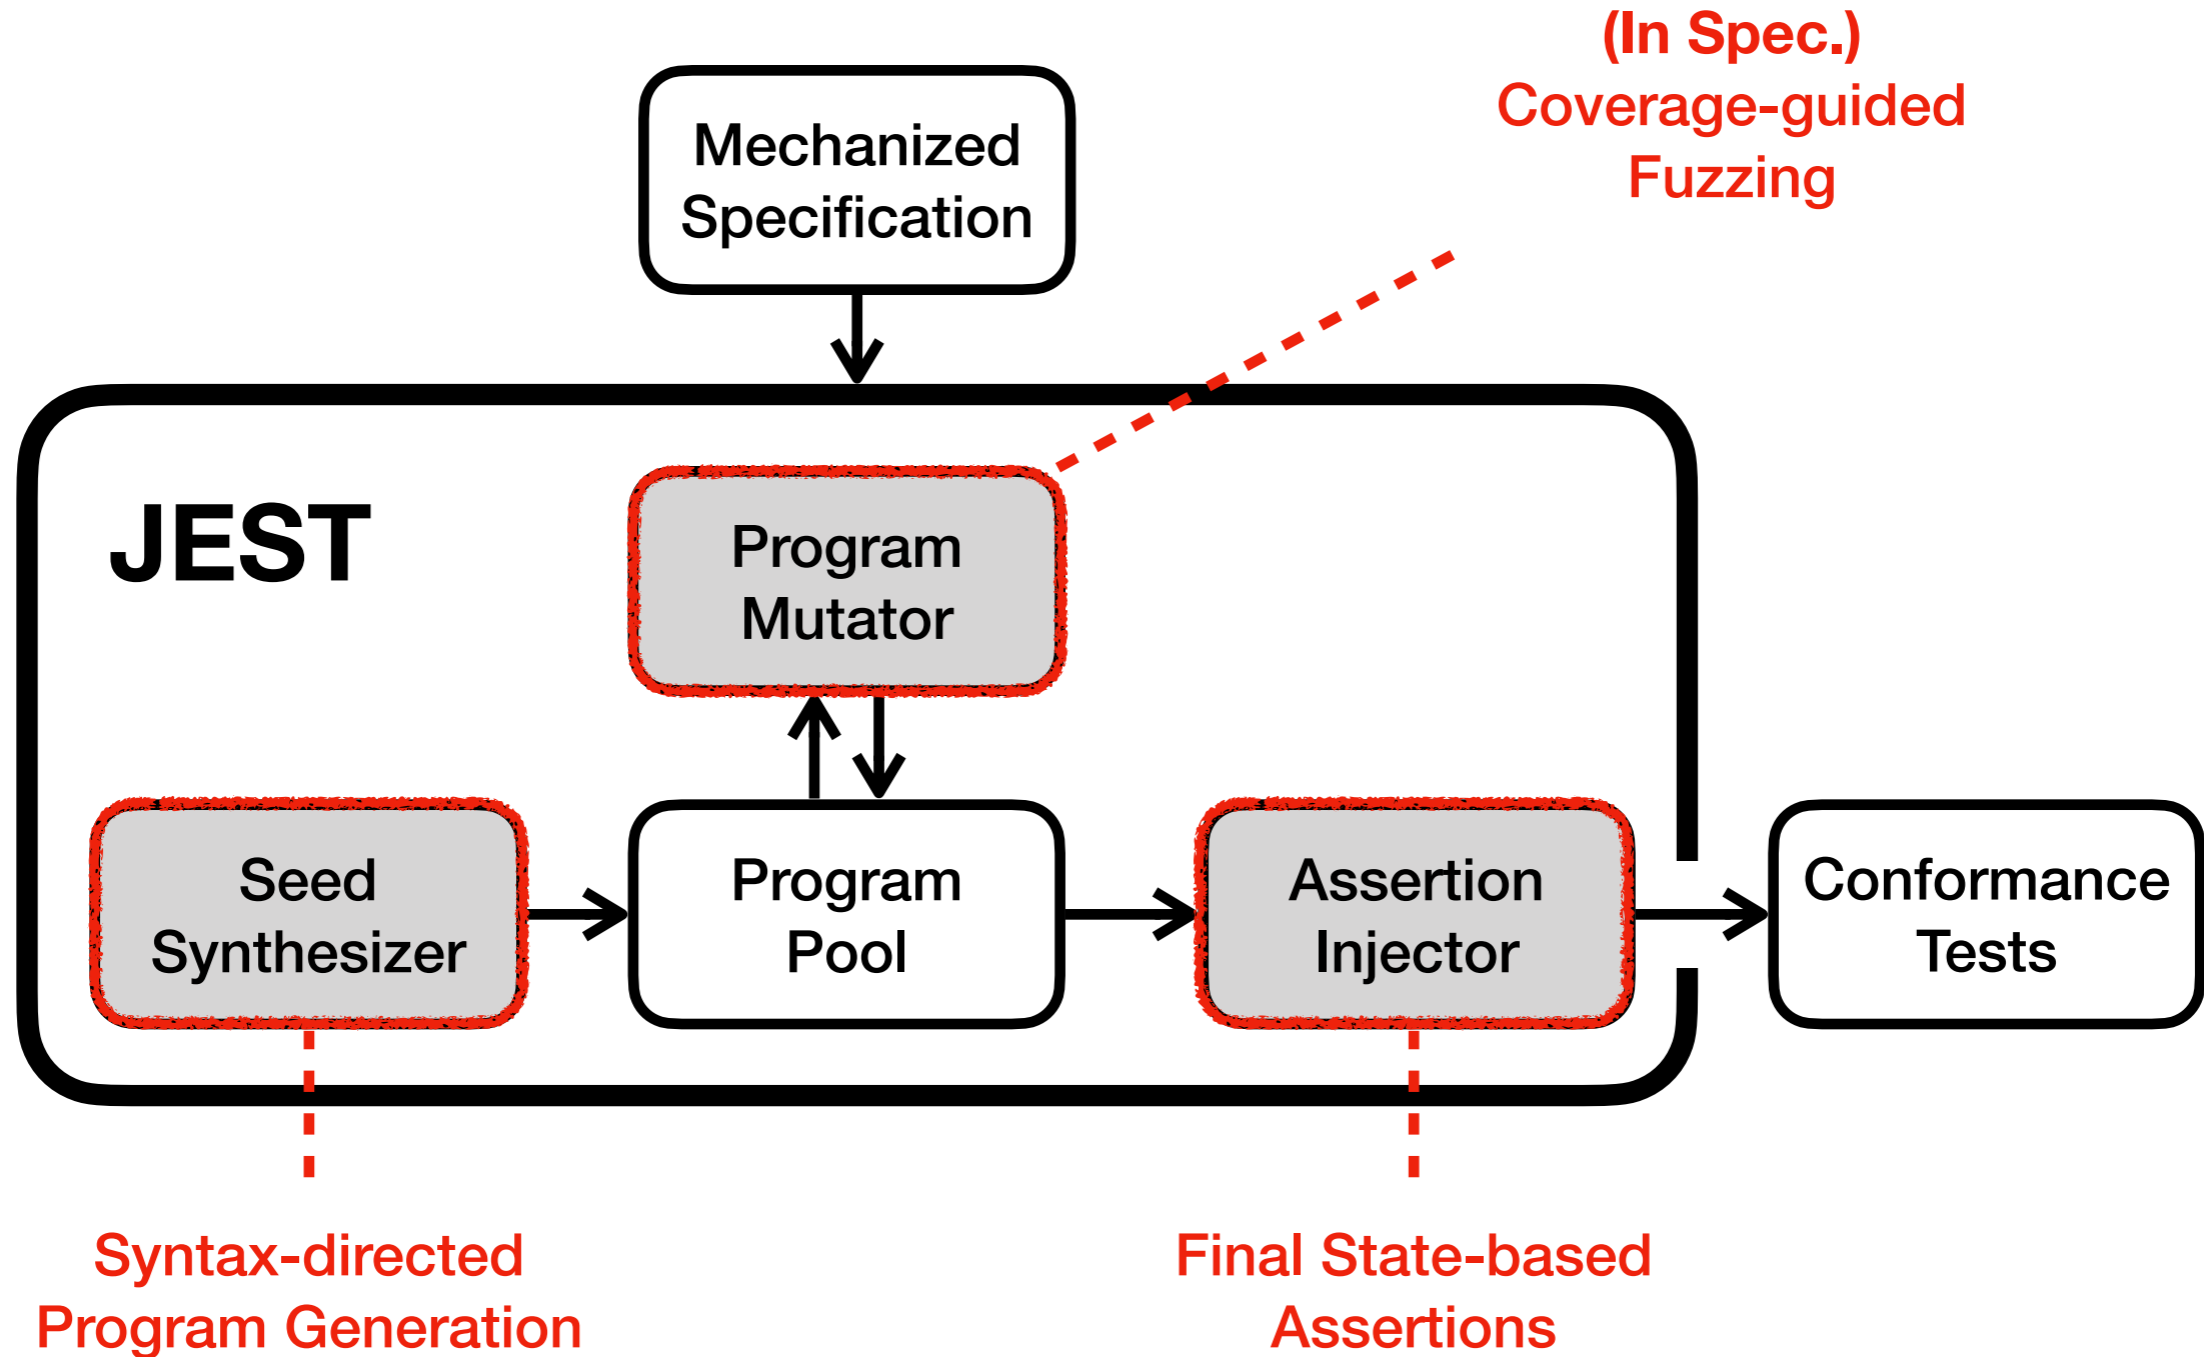 (In Spec.)
Coverage-guided
Fuzzing
Mechanized
Specification
JEST
Program
Mutator
Seed
Synthesizer
Program
Pool
Assertion
Injector
Conformance
Tests
Syntax-directed
Program Generation
Final State-based
Assertions